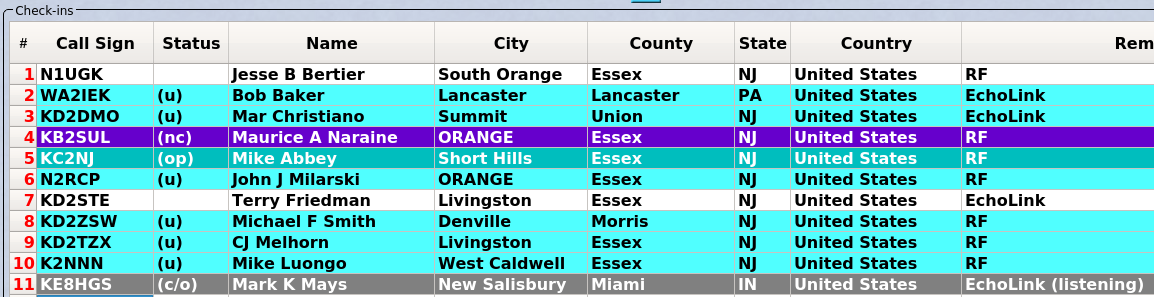 Check-ins
# Call Sign Status Name City County State Country Rem
1 N1UGK Jesse B Bertier South Orange Essex NJ United States RF
2 WA2IEK (u) Bob Baker Lancaster Lancaster PA United States EchoLink
3 KD2DMO (u) Mar Christiano Summit Union NJ United States EchoLink
4 KB2SUL (nc) Maurice A Naraine ORANGE Essex NJ United States RF
5 KC2NJ (op) Mike Abbey Short Hills Essex NJ United States RF
6 N2RCP (u) John J Milarski ORANGE Essex NJ United States RF
7 KD2STE Terry Friedman Livingston Essex NJ United States EchoLink
8 KD2ZSW (u) Michael F Smith Denville Morris NJ United States RF
9 KD2TZX (u) CJ Melhorn Livingston Essex NJ United States RF
10 K2NNN (u) Mike Luongo West Caldwell Essex NJ United States RF
11 KE8HGS (c/o) Mark K Mays New Salisbury Miami IN United States EchoLink (listening)